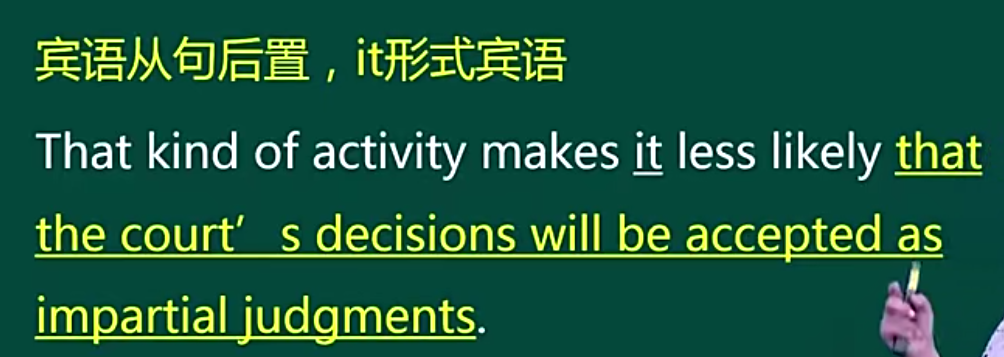 宾语从句后置，it形式宾语
That kind of activity makes it less likely that
the court’s decisions will be accepted as
impartial judgments.